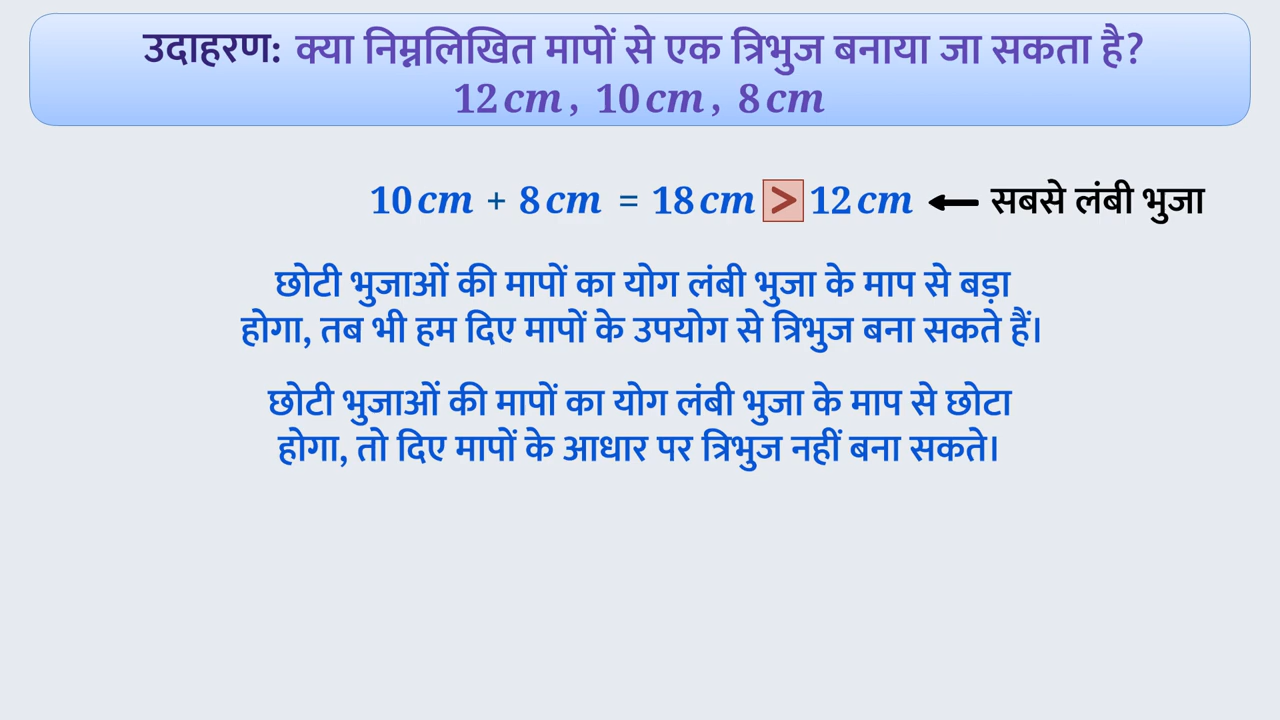 उदाहरण: क्या निम्नलिखित मापों से एक त्रिभुज बनाया जा सकता है?
12 cm , 10 cm , 8 cm
10 cm + 8 cm = 18 cm > 12 cm ← सबसे लंबी भुजा
छोटी भुजाओं की मापों का योग लंबी भुजा के माप से बड़ा
होगा, तब भी हम दिए मापों के उपयोग से त्रिभुज बना सकते हैं।
छोटी भुजाओं की मापों का योग लंबी भुजा के माप से छोटा
होगा, तो दिए मापों के आधार पर त्रिभुज नहीं बना सकते।